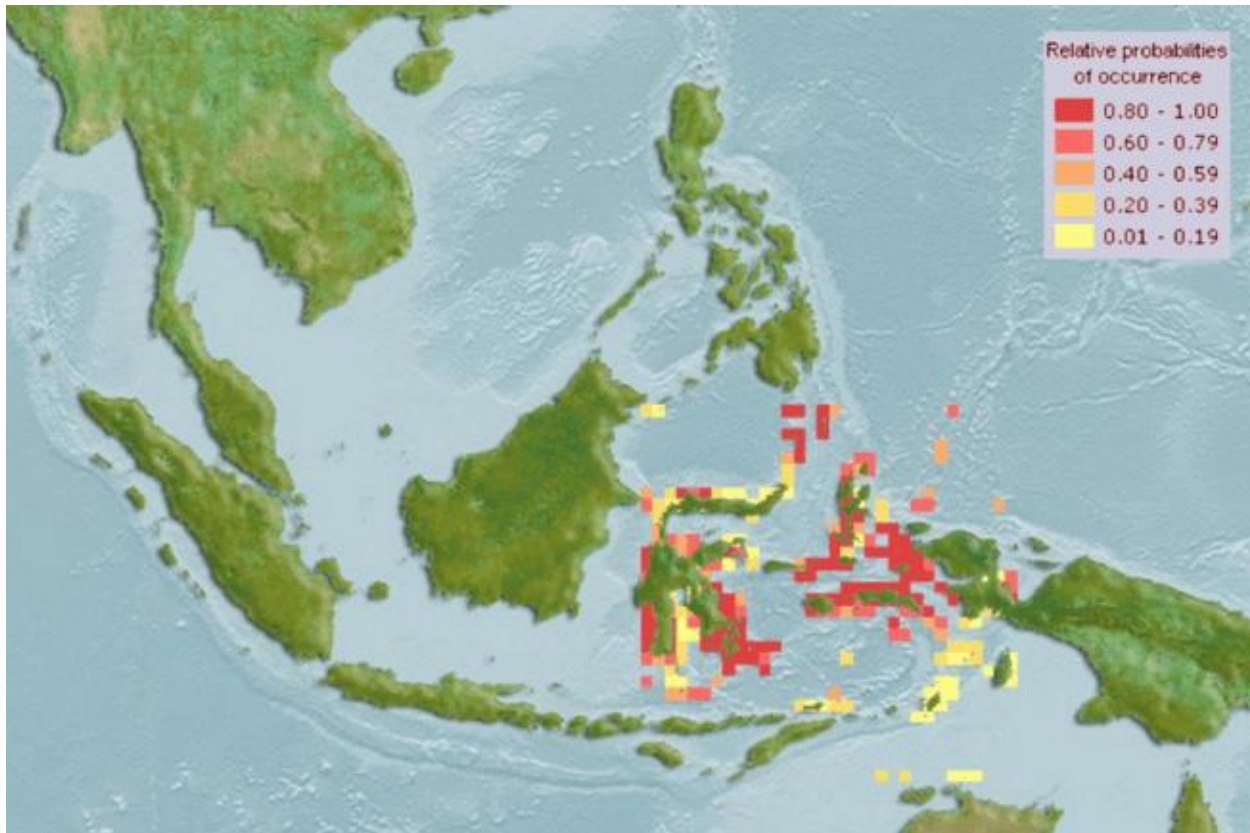 Relative probabilities
of occurrence
0.80 - 1.00
0.60 - 0.79
0.40 - 0.59
0.20 - 0.39
0.01 - 0.19